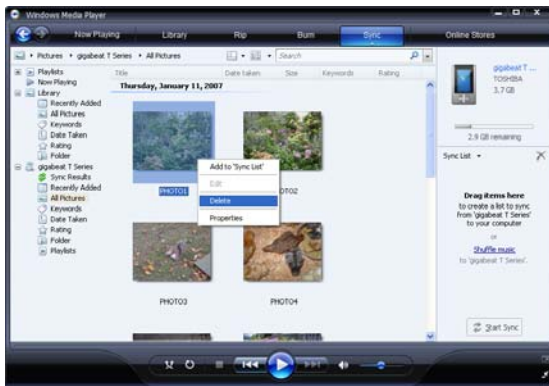 Windows Media Player
Now Playing
Library
Rip
Burn
Sync
Online Stores
Pictures
gigabeat T Series
All Pictures
Search
Playlists
Now Playing
Library
Recently Added
All Pictures
Keywords
Date Taken
Rating
Folder
gigabeat T Series
Sync Results
Recently Added
All Pictures
Keywords
Date Taken
Rating
Folder
Playlists
Title
Date taken
Size
Keywords
Rating
Thursday, January 11, 2007
PHOTO1
PHOTO2
PHOTO3
PHOTO4
Add to 'Sync List'
Edit
Delete
Properties
gigabeat T ...
TOSHIBA
3.7 GB
2.9 GB remaining
Sync List
Drag items here
to create a list to sync
from 'gigabeat T Series'
to your computer
or
Shuffle music
to 'gigabeat T Series'.
Start Sync